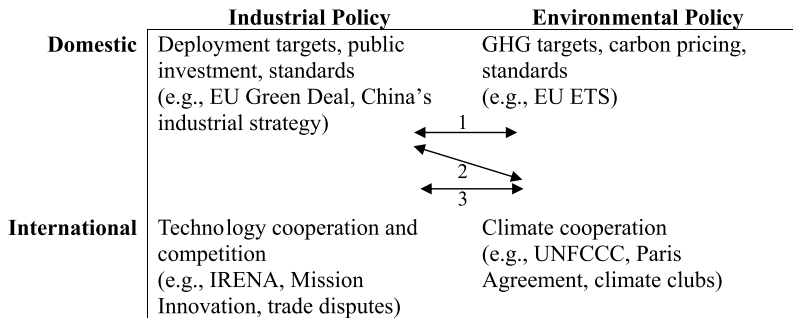 Industrial Policy Environmental Policy
Domestic Deployment targets, public GHG targets, carbon pricing,
investment, standards standards
(e.g., EU Green Deal, China's (e.g., EU ETS)
industrial strategy)
1
2
3
International Technology cooperation and Climate cooperation
competition (e.g., UNFCCC, Paris
(e.g., IRENA, Mission Agreement, climate clubs)
Innovation, trade disputes)